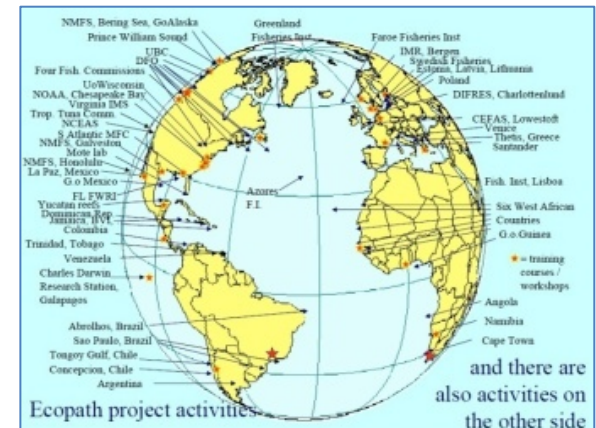 NMFS, Bering Sea, GoAlaska
Prince William Sound
UBC
DFO
Four Fish. Commissions
UoWisconsin
NOAA, Chesapeake Bay
Virginia IMS
Trop. Tuna Comm.
NCEAS
S Atlantic MFC
NMFS, Galveston
Mote lab
NMFS, Honolulu
La Paz, Mexico
G.o Mexico
FL FWRI
Yucatan reefs
Dominican Rep
Jamaica, BVI,
Colombia
Trinidad, Tobago
Venezuela
Charles Darwin
Research Station,
Galapagos
Abrolhos, Brazil
Sao Paulo, Brazil
Tongoy Gulf, Chile
Concepcion, Chile
Argentina
Greenland
Fisheries Inst
Azores
F.I.
Faroe Fisheries Inst
IMR, Bergen
Swedish Fisheries
Estonia, Latvia, Lithuania
Poland
DIFRES, Charlottenlund
CEFAS, Lowestoft
Venice
Thetis, Greece
Santander
Fish. Inst, Lisboa
Six West African
Countries
G.o.Guinea
= training
courses /
workshops
Angola
Namibia
Cape Town
Ecopath project activities
and there are
also activities on
the other side